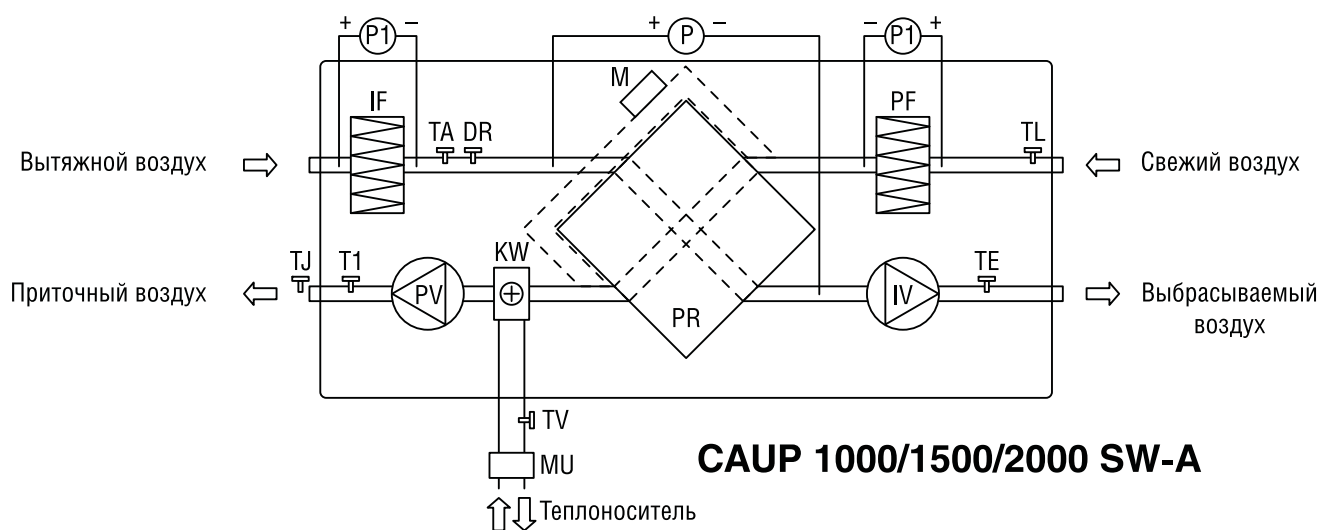 + P1 −
+ P −
− P1 +
M
IF
PF
TA DR
TL
Вытяжной воздух
Свежий воздух
KW
TJ T1
TE
Приточный воздух
PV
PR
IV
Выбрасываемый
воздух
TV
MU
CAUP 1000/1500/2000 SW-A
Теплоноситель